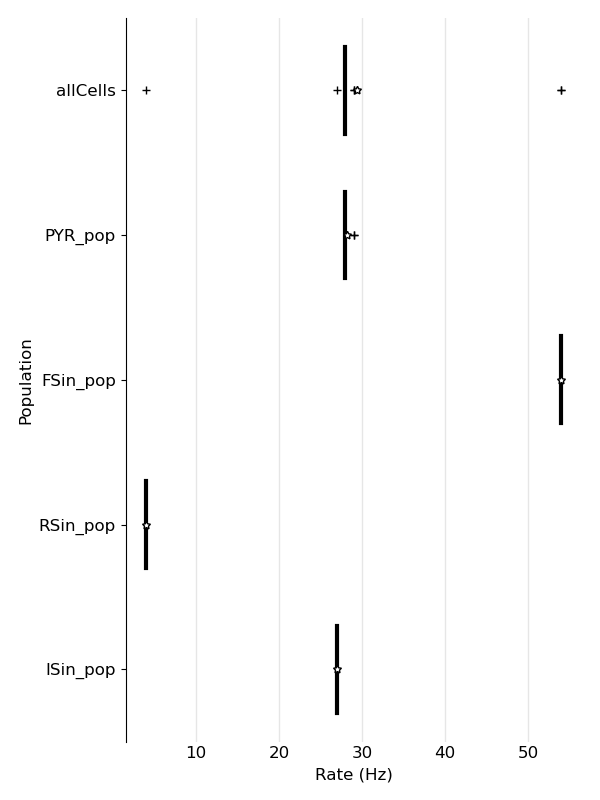 allCells
PYR_pop
FSin_pop
RSin_pop
ISin_pop
Population
10 20 30 40 50
Rate (Hz)